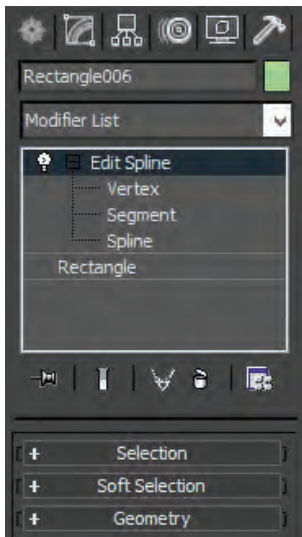 Rectangle006
Modifier List
Edit Spline
Vertex
Segment
Spline
Rectangle
+ Selection
+ Soft Selection
+ Geometry